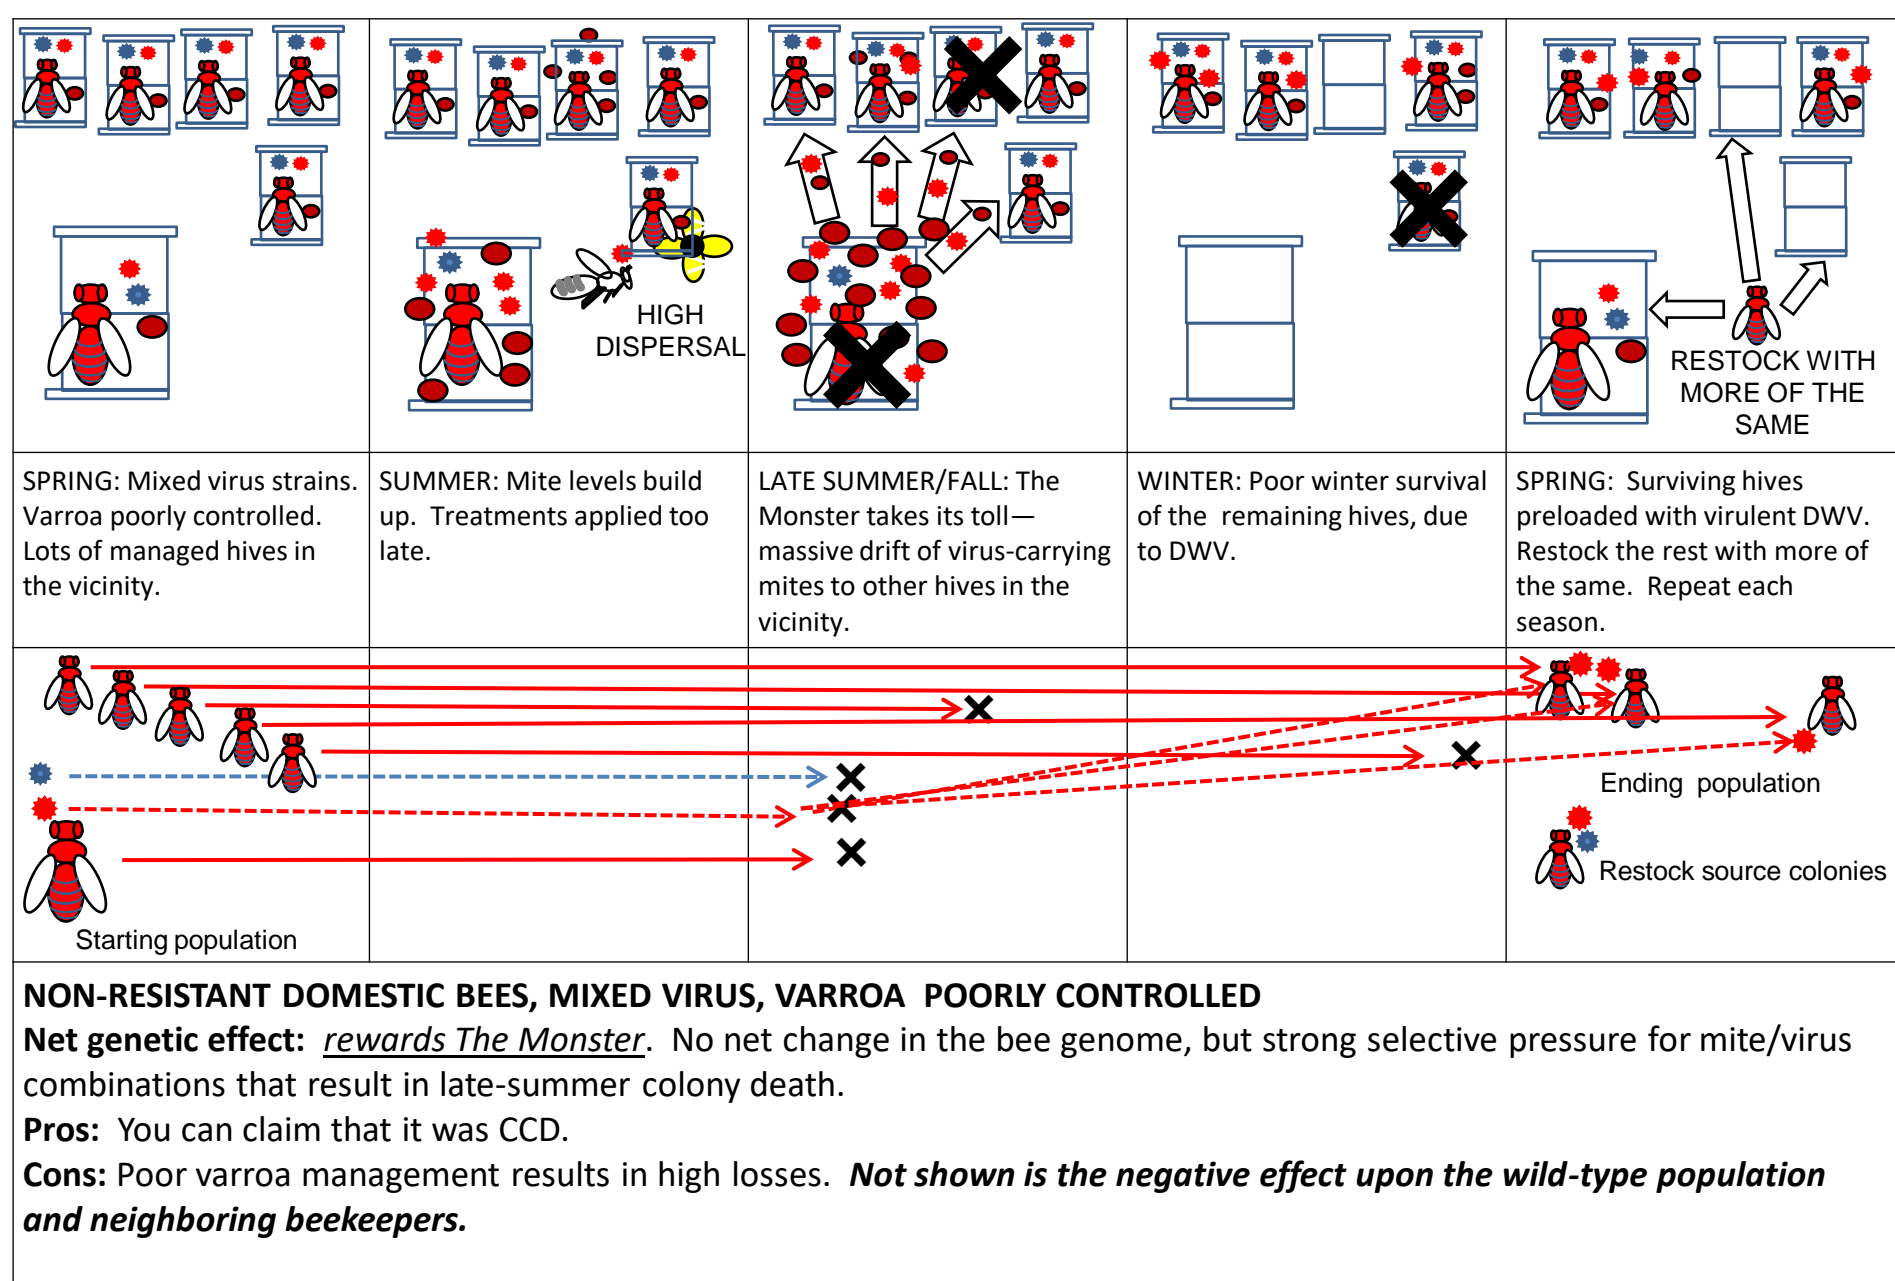 HIGH
DISPERSAL
RESTOCK WITH
MORE OF THE
SAME
SPRING: Mixed virus strains.
Varroa poorly controlled.
Lots of managed hives in
the vicinity.
SUMMER: Mite levels build
up. Treatments applied too
late.
LATE SUMMER/FALL: The
Monster takes its toll—
massive drift of virus-carrying
mites to other hives in the
vicinity.
WINTER: Poor winter survival
of the remaining hives, due
to DWV.
SPRING: Surviving hives
preloaded with virulent DWV.
Restock the rest with more of
the same. Repeat each
season.
Starting population
Ending population
Restock source colonies
NON-RESISTANT DOMESTIC BEES, MIXED VIRUS, VARROA POORLY CONTROLLED
Net genetic effect: rewards The Monster. No net change in the bee genome, but strong selective pressure for mite/virus
combinations that result in late-summer colony death.
Pros: You can claim that it was CCD.
Cons: Poor varroa management results in high losses. Not shown is the negative effect upon the wild-type population
and neighboring beekeepers.